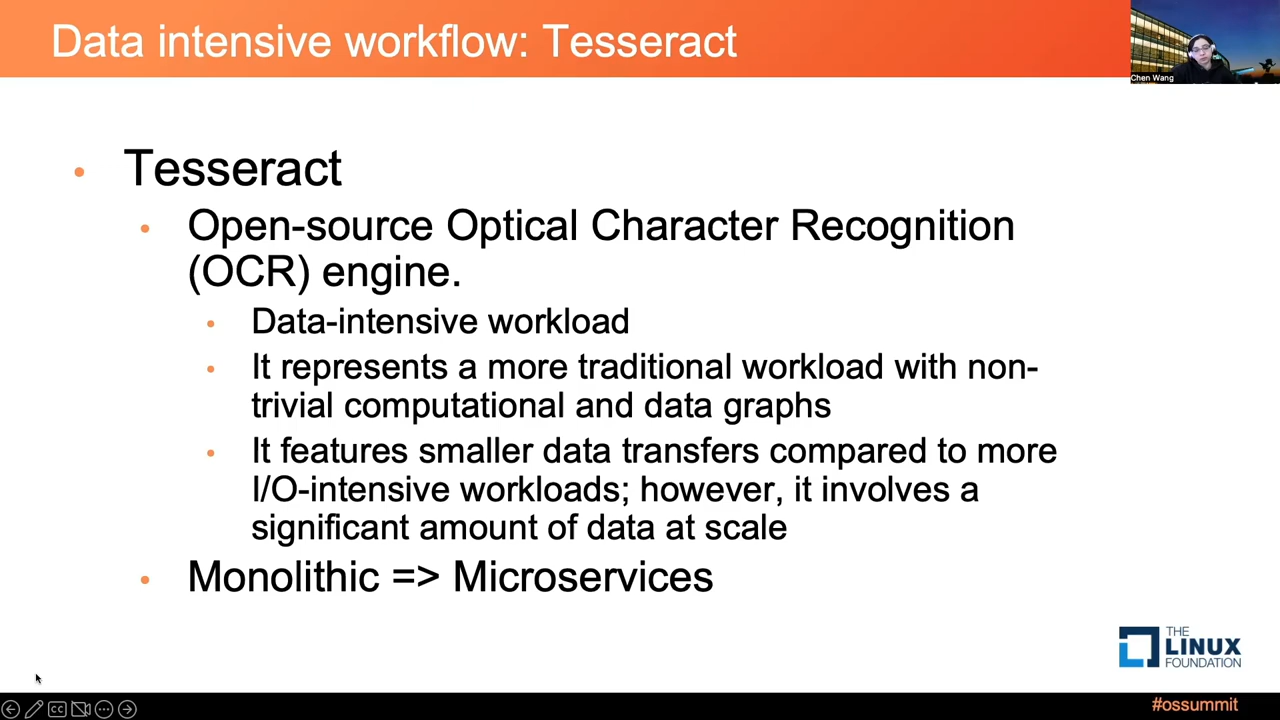 Data intensive workflow: Tesseract
Chen Wang
• Tesseract
• Open-source Optical Character Recognition
(OCR) engine.
• Data-intensive workload
• It represents a more traditional workload with non-
trivial computational and data graphs
• It features smaller data transfers compared to more
I/O-intensive workloads; however, it involves a
significant amount of data at scale
• Monolithic => Microservices
THE
LINUX
FOUNDATION
CC
#ossummit